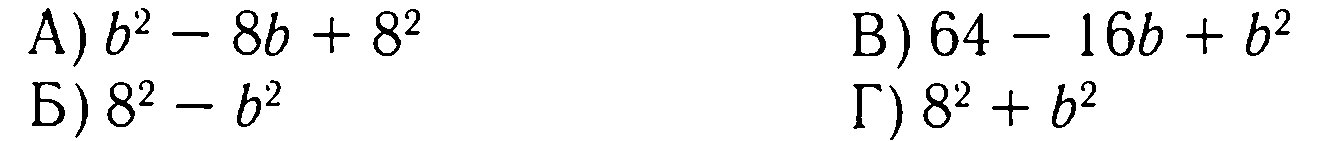 А) b² − 8b + 8² В) 64 − 16b + b²
Б) 8² − b² Г) 8² + b²